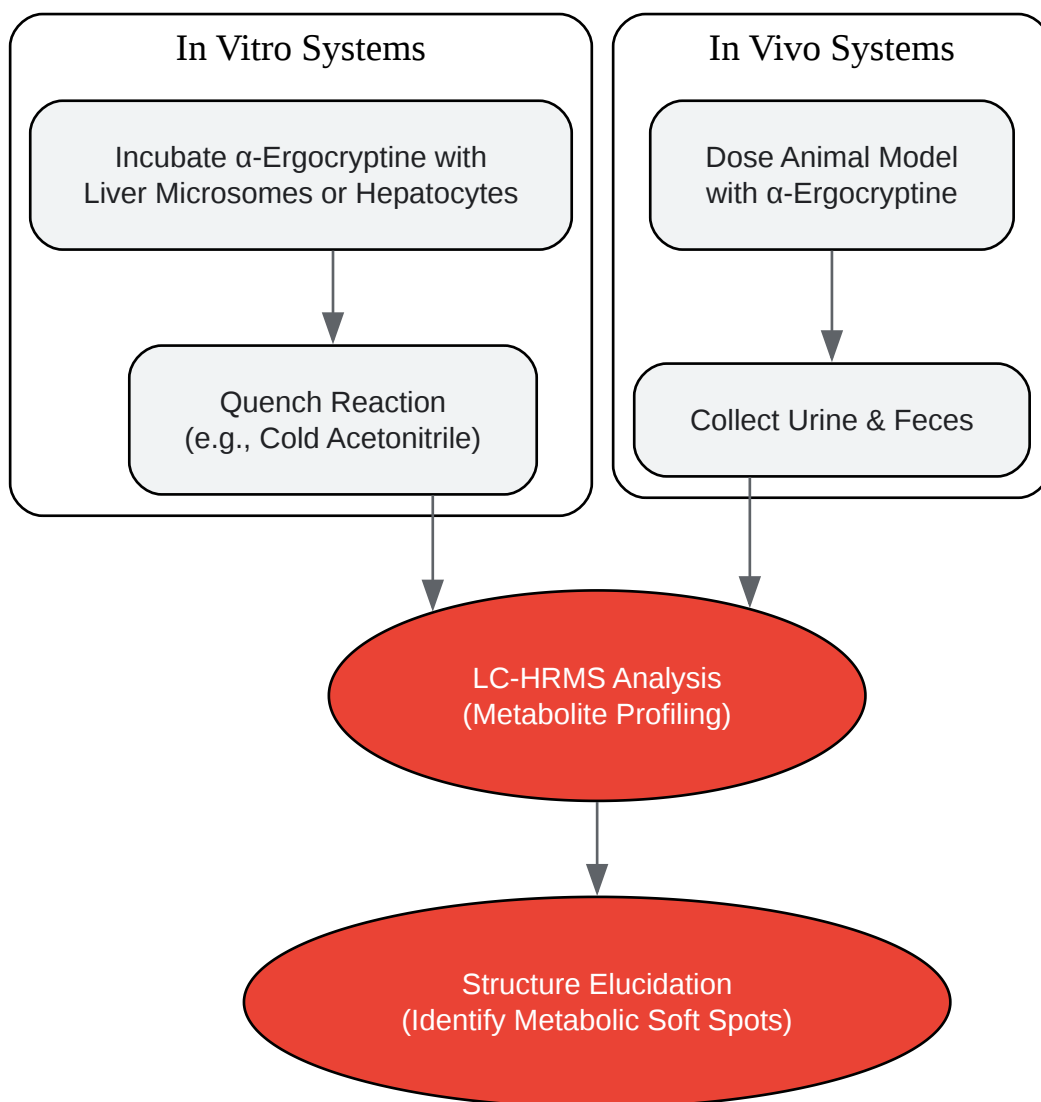 In Vitro Systems
Incubate α-Ergocryptine with
Liver Microsomes or Hepatocytes
Quench Reaction
(e.g., Cold Acetonitrile)
In Vivo Systems
Dose Animal Model
with α-Ergocryptine
Collect Urine & Feces
LC-HRMS Analysis
(Metabolite Profiling)
Structure Elucidation
(Identify Metabolic Soft Spots)